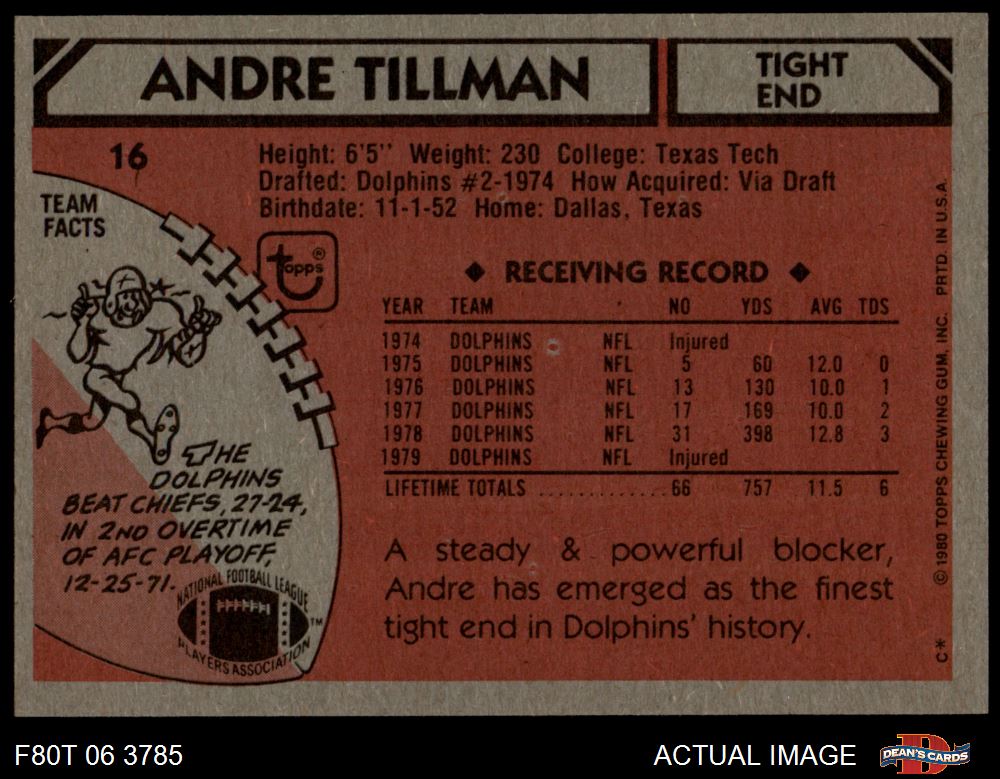 ANDRE TILLMAN
TIGHT
END
16
Height: 6'5" Weight: 230 College: Texas Tech
Drafted: Dolphins #2-1974 How Acquired: Via Draft
Birthdate: 11-1-52 Home: Dallas, Texas
TEAM
FACTS
topps®
THE
DOLPHINS
BEAT CHIEFS, 27-24,
IN 2ND OVERTIME
OF AFC PLAYOFF,
12-25-71.
NATIONAL FOOTBALL LEAGUE
PLAYERS ASSOCIATION
TM
◆ RECEIVING RECORD ◆
YEAR TEAM NO YDS AVG TDS
1974 DOLPHINS NFL Injured
1975 DOLPHINS NFL 5 60 12.0 0
1976 DOLPHINS NFL 13 130 10.0 1
1977 DOLPHINS NFL 17 169 10.0 2
1978 DOLPHINS NFL 31 398 12.8 3
1979 DOLPHINS NFL Injured
LIFETIME TOTALS .............66 757 11.5 6
A steady & powerful blocker,
Andre has emerged as the finest
tight end in Dolphins' history.
C* © 1980 TOPPS CHEWING GUM, INC. PRTD. IN U.S.A.
F80T 06 3785
ACTUAL IMAGE
DEAN'S CARDS